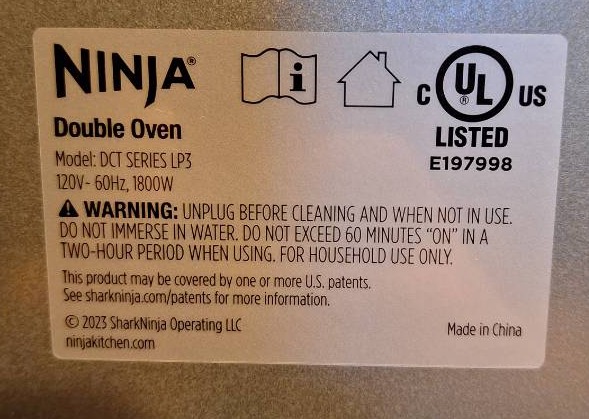 NINJA®
i
C UL® US
LISTED
E197998
Double Oven
Model: DCT SERIES LP3
120V~ 60Hz, 1800W
WARNING: UNPLUG BEFORE CLEANING AND WHEN NOT IN USE.
DO NOT IMMERSE IN WATER. DO NOT EXCEED 60 MINUTES "ON" IN A
TWO-HOUR PERIOD WHEN USING. FOR HOUSEHOLD USE ONLY.
This product may be covered by one or more U.S. patents.
See sharkninja.com/patents for more information.
© 2023 SharkNinja Operating LLC
ninjakitchen.com
Made in China